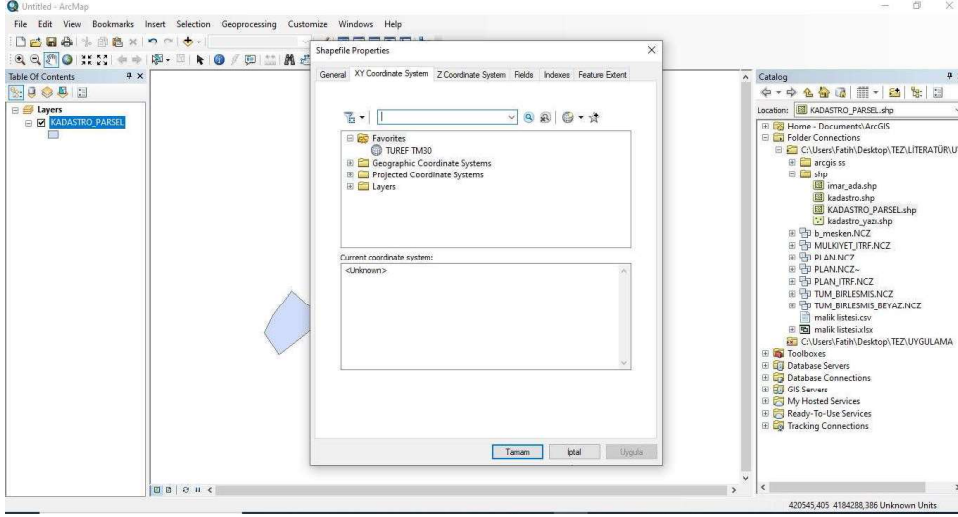 Untitled - ArcMap
File Edit View Bookmarks Insert Selection Geoprocessing Customize Windows Help
Table Of Contents
Layers
KADASTRO_PARSEL
Shapefile Properties
General XY Coordinate System Z Coordinate System Fields Indexes Feature Extent
Favorites
TUREF TM30
Geographic Coordinate Systems
Projected Coordinate Systems
Layers
Current coordinate system:
<Unknown>
Tamam İptal Uygula
Catalog
Location: KADASTRO_PARSEL.shp
Home - Documents\ArcGIS
Folder Connections
C:\Users\Fatih\Desktop\TEZ\LİTERATÜR\U
arcgis ss
shp
imar_ada.shp
kadastro.shp
KADASTRO_PARSEL.shp
kadastro_yazı.shp
b_mesken.NCZ
MULKIYET_ITRF.NCZ
PLAN.NCZ
PLAN.NCZ~
PLAN_ITRF.NCZ
TUM_BIRLESMIS.NCZ
TUM_BIRLESMIS_BEYAZ.NCZ
malik listesi.csv
malik listesi.xlsx
C:\Users\Fatih\Desktop\TEZ\UYGULAMA
Toolboxes
Database Servers
Database Connections
GIS Servers
My Hosted Services
Ready-To-Use Services
Tracking Connections
420545,405 4184288,386 Unknown Units